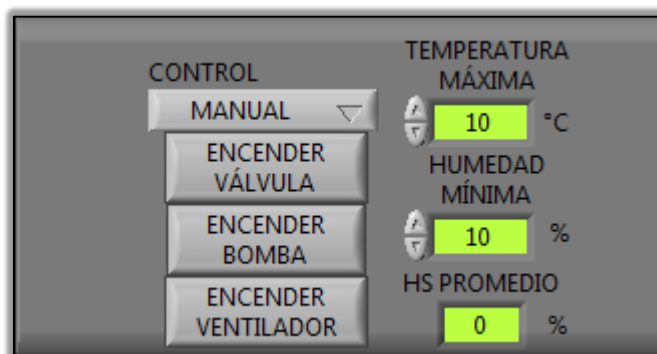 CONTROL
MANUAL
ENCENDER
VÁLVULA
ENCENDER
BOMBA
ENCENDER
VENTILADOR
TEMPERATURA
MÁXIMA
10 °C
HUMEDAD
MÍNIMA
10 %
HS PROMEDIO
0 %